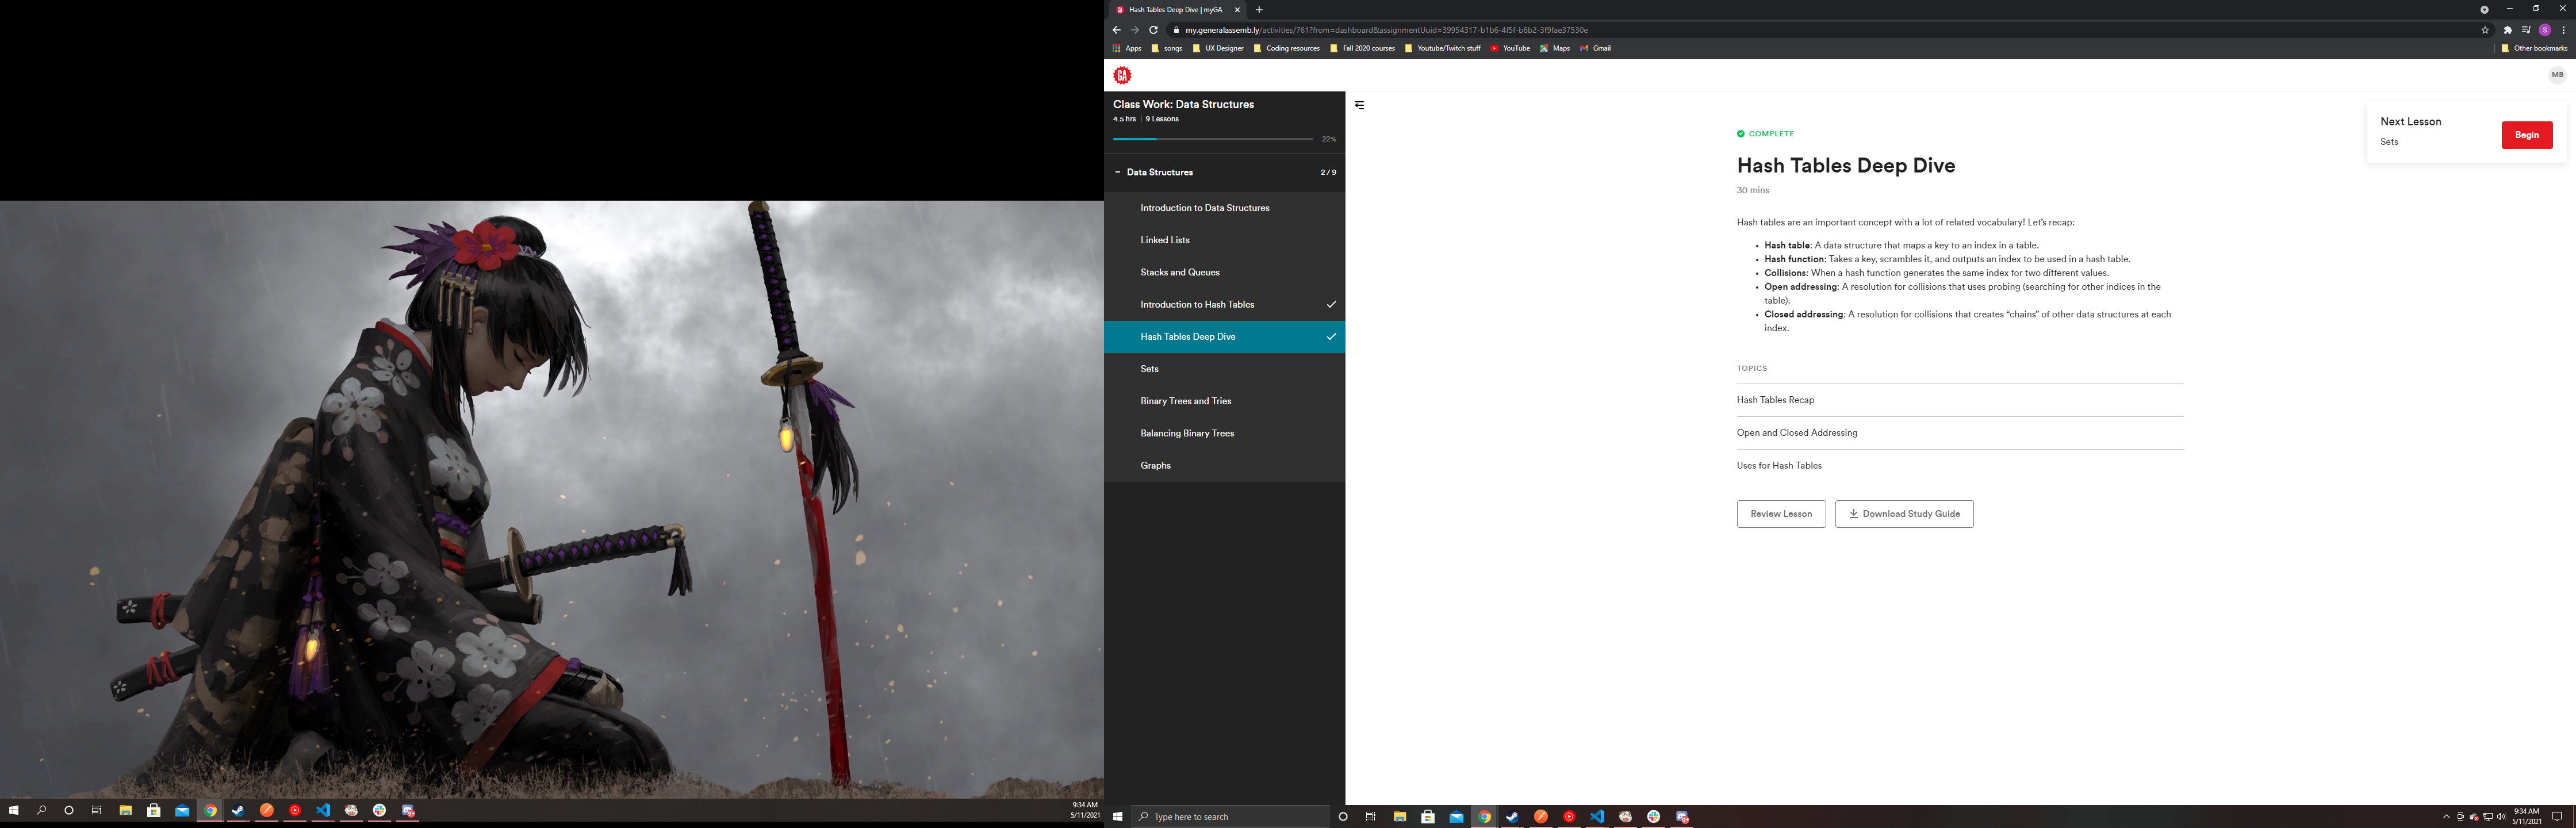 9:34 AM
5/11/2021
Hash Tables Deep Dive | myGA
my.generalassemb.ly/activities/761?from=dashboard&assignmentUuid=39954317-b1b6-4f5f-b6b2-3f9fae37530e
S
Apps songs UX Designer Coding resources Fall 2020 courses Youtube/Twitch stuff YouTube Maps Gmail Other bookmarks
GA
MB
Class Work: Data Structures
4.5 hrs | 9 Lessons
22%
Data Structures 2 / 9
Introduction to Data Structures
Linked Lists
Stacks and Queues
Introduction to Hash Tables
Hash Tables Deep Dive
Sets
Binary Trees and Tries
Balancing Binary Trees
Graphs
COMPLETE
Hash Tables Deep Dive
30 mins
Hash tables are an important concept with a lot of related vocabulary! Let's recap:
• Hash table: A data structure that maps a key to an index in a table.
• Hash function: Takes a key, scrambles it, and outputs an index to be used in a hash table.
• Collisions: When a hash function generates the same index for two different values.
• Open addressing: A resolution for collisions that uses probing (searching for other indices in the
table).
• Closed addressing: A resolution for collisions that creates “chains” of other data structures at each
index.
TOPICS
Hash Tables Recap
Open and Closed Addressing
Uses for Hash Tables
Review Lesson
Download Study Guide
Next Lesson
Sets
Begin
Type here to search
9:34 AM
5/11/2021